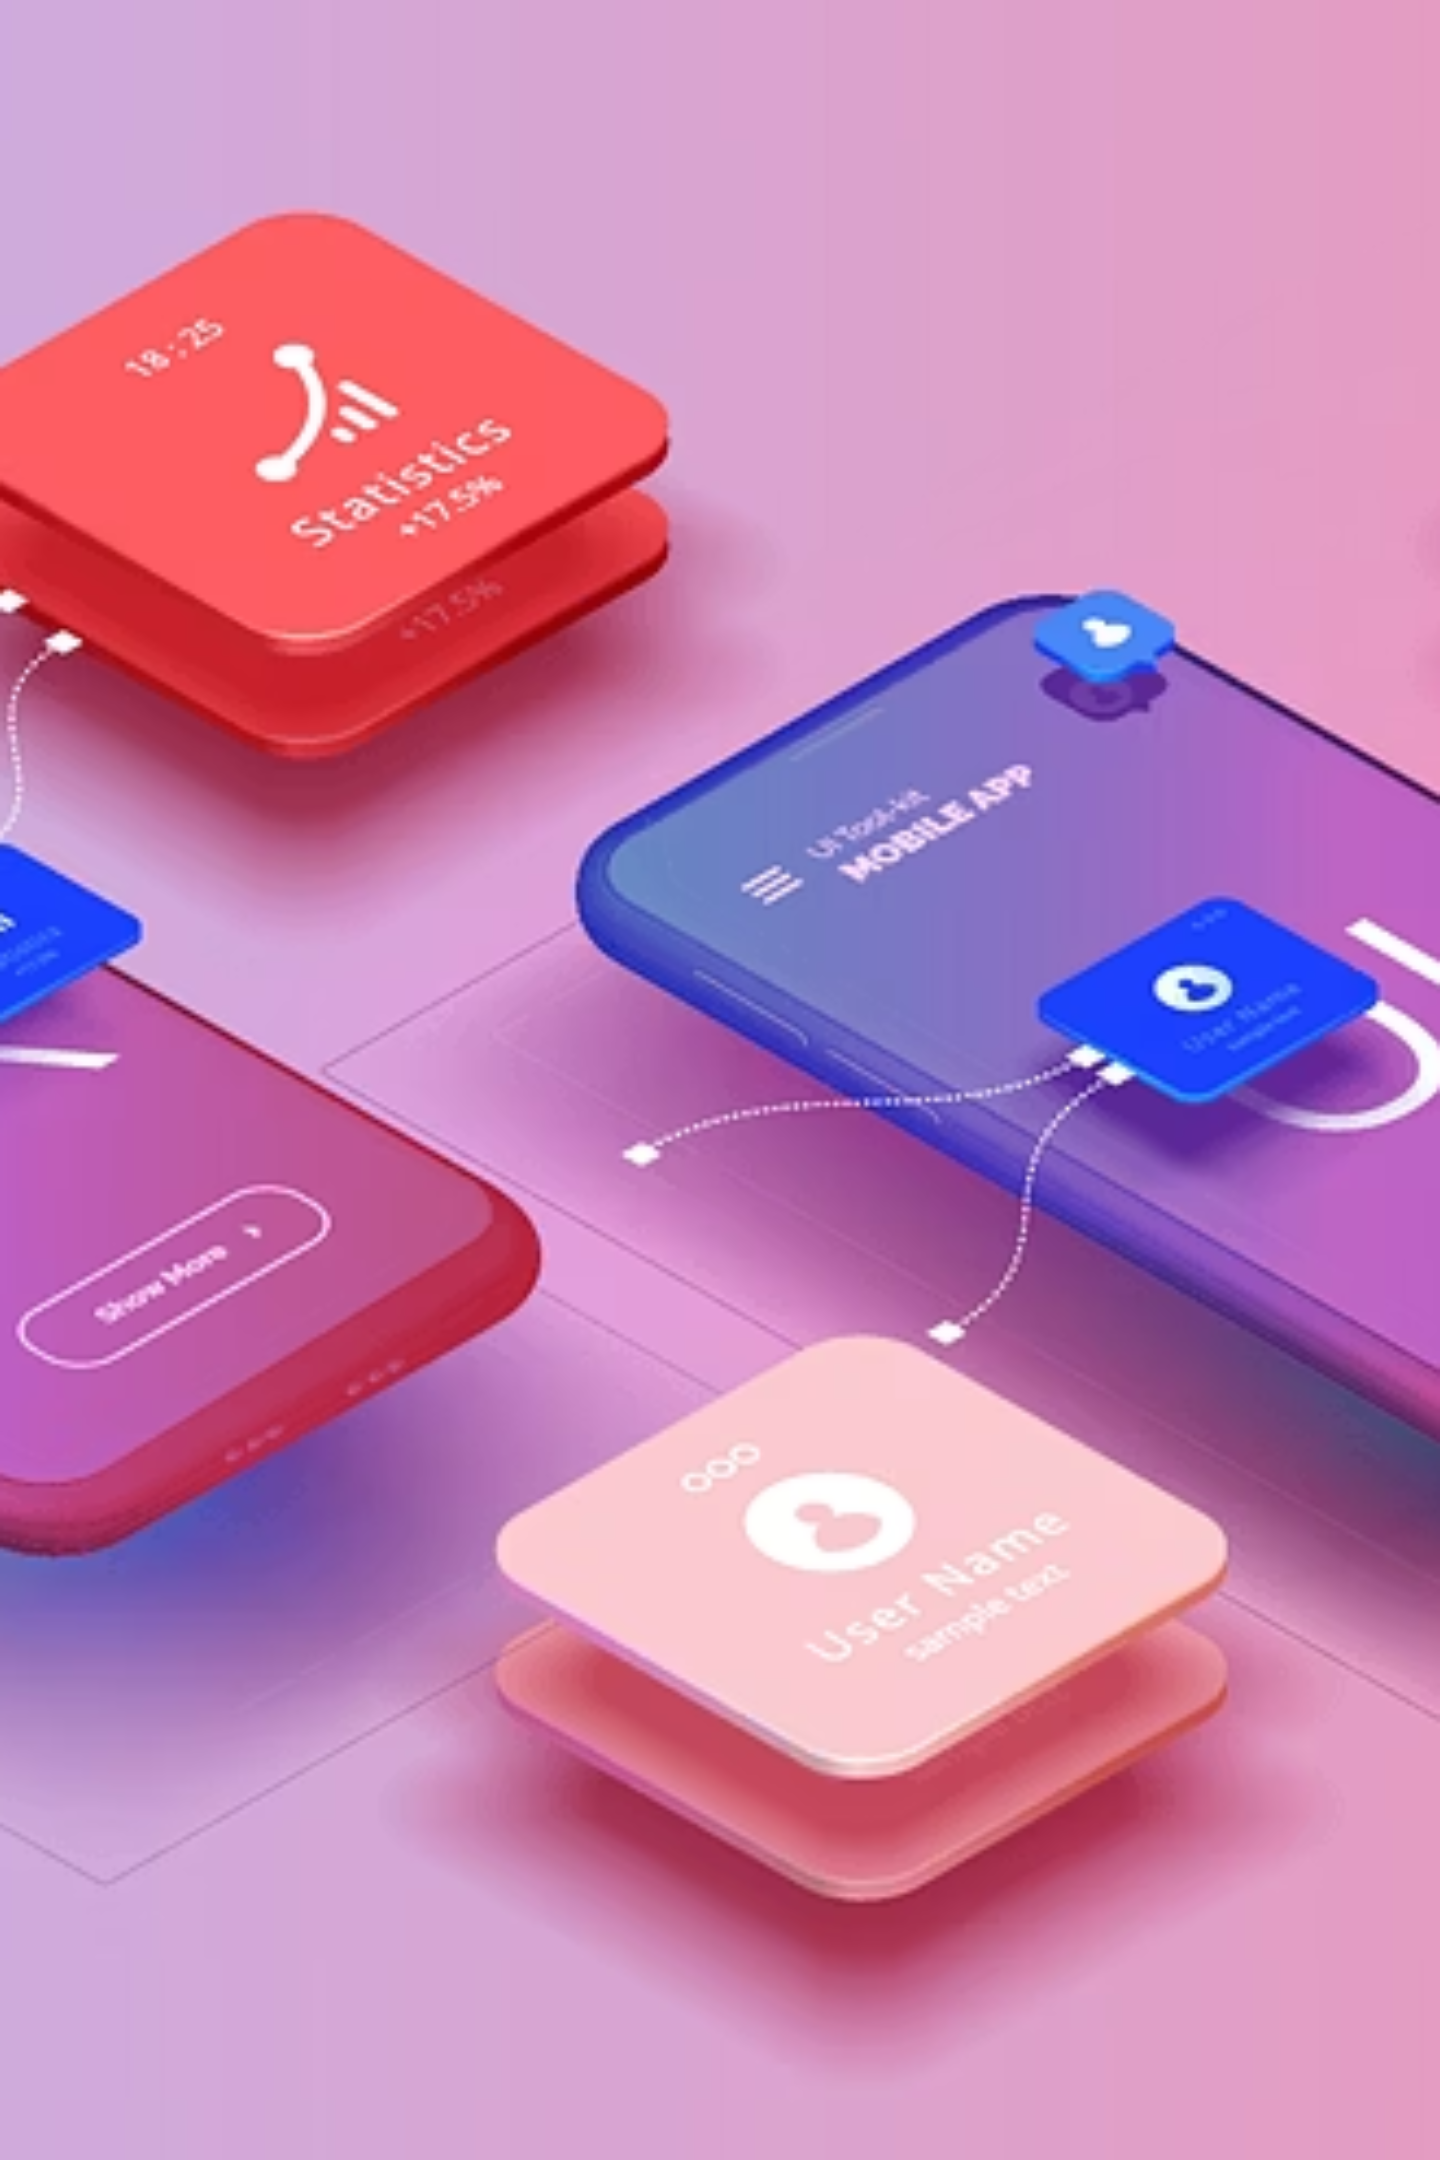 18:25
Statistics
+17.5%
+17.5%
UI Tool-kit
MOBILE APP
User Name
Show More
User Name
sample text